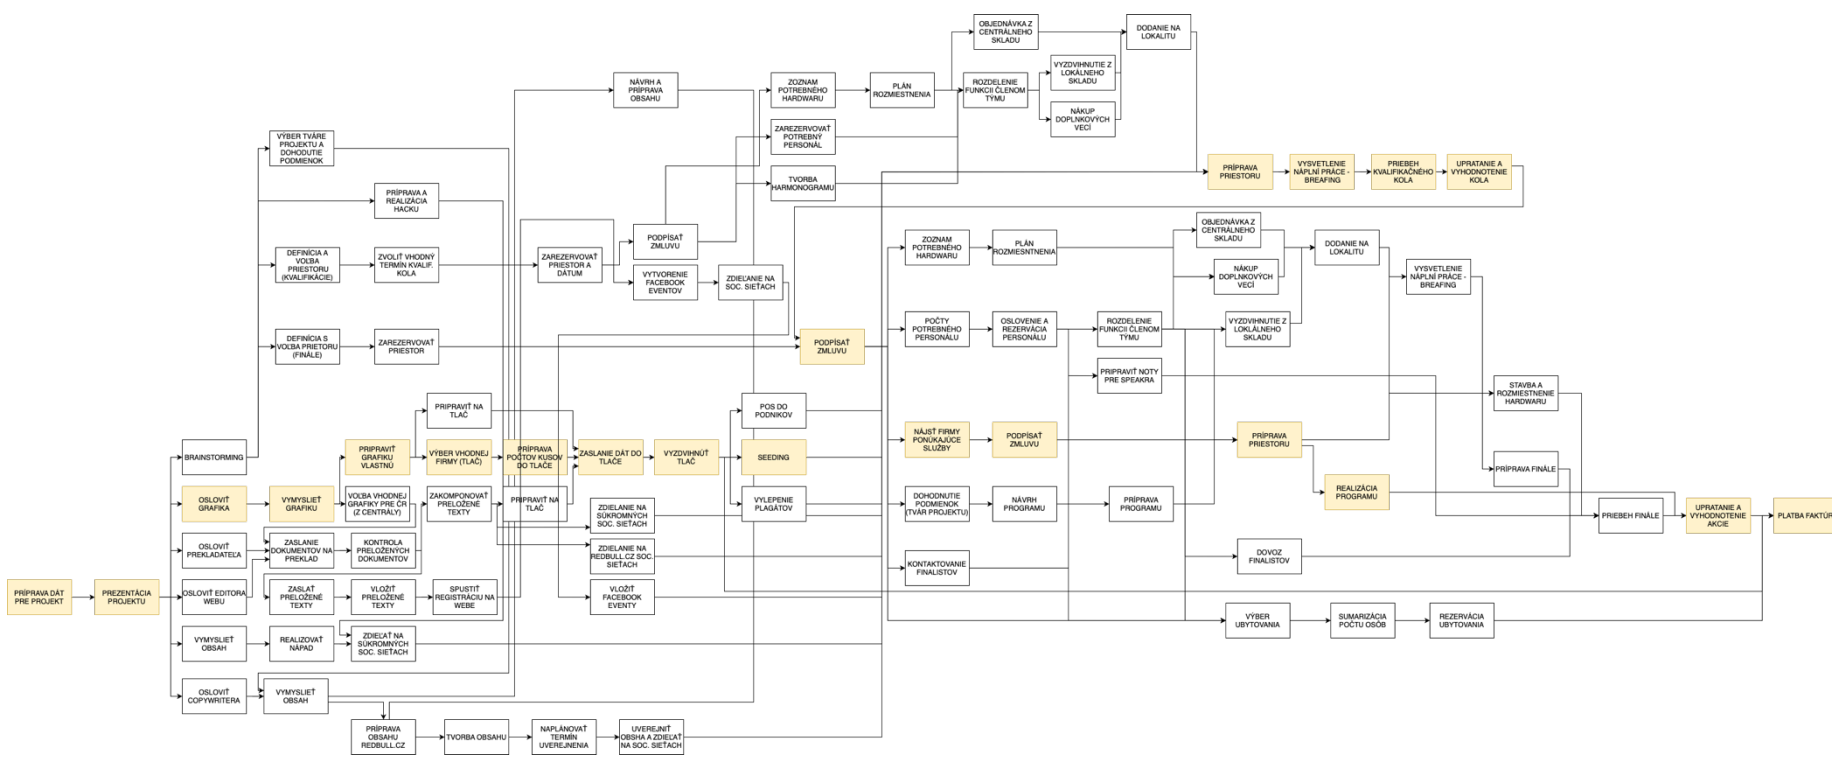 OBJEDNÁVKA Z
CENTRÁLNEHO
SKLADU
DODANIE NA
LOKALITU
VYZDVIHNUTIE Z
LOKÁLNEHO
SKLADU
NÁVRH A
PRÍPRAVA
OBSAHU
ZOZNAM
POTREBNÉHO
HARDWARU
PLÁN
ROZMIESTNENIA
ROZDELENIE
FUNKCII ČLENOM
TÝMU
NÁKUP
DOPLNKOVÝCH
VECÍ
VÝBER TVÁRE
PROJEKTU A
DOHODUTIE
PODMIENOK
ZAREZERVOVAŤ
POTREBNÝ
PERSONÁL
PRÍPRAVA
PRIESTORU
VYSVETLENIE
NÁPLNÍ PRÁCE -
BREAFING
PRIEBEH
KVALIFIKAČNÉHO
KOLA
UPRATANIE A
VYHODNOTENIE
KOLA
TVORBA
HARMONOGRAMU
PRÍPRAVA A
REALIZÁCIA
HACKU
PODPÍSAŤ
ZMLUVU
OBJEDNÁVKA Z
CENTRÁLNEHO
SKLADU
ZOZNAM
POTREBNÉHO
HARDWARU
PLÁN
ROZMIESNTNENIA
DODANIE NA
LOKALITU
DEFINÍCIA A
VOĽBA
PRIESTORU
(KVALIFIKÁCIE)
ZVOLIŤ VHODNÝ
TERMÍN KVALIF.
KOLA
ZAREZERVOVAŤ
PRIESTOR A
DÁTUM
VYTVORENIE
FACEBOOK
EVENTOV
ZDIEĽANIE NA
SOC. SIEŤACH
NÁKUP
DOPLNKOVÝCH
VECÍ
VYSVETLENIE
NÁPLNÍ PRÁCE -
BREAFING
DEFINÍCIA S
VOĽBA PRIETORU
(FINÁLE)
ZAREZERVOVAŤ
PRIESTOR
PODPÍSAŤ
ZMLUVU
POČTY
POTREBNÉHO
PERSONÁLU
OSLOVENIE A
REZERVÁCIA
PERSONÁLU
ROZDELENIE
FUNKCII ČLENOM
TÝMU
VYZDVIHNUTIE Z
LOKLÁLNEHO
SKLADU
PRIPRAVIŤ NOTY
PRE SPEAKRA
STAVBA A
ROZMIESTNENIE
HARDWARU
PRIPRAVIŤ NA
TLAČ
POS DO
PODNIKOV
BRAINSTORMING
PRIPRAVIŤ
GRAFIKU
VLASTNÚ
VÝBER VHODNEJ
FIRMY (TLAČ)
PRÍPRAVA
POČTOV KUSOV
DO TLAČE
ZASLANIE DÁT DO
TLAČE
VYZDVIHNÚŤ
TLAČ
SEEDING
NÁJSŤ FIRMY
PONÚKAJÚCE
SLUŽBY
PODPÍSAŤ
ZMLUVU
PRÍPRAVA
PRIESTORU
PRÍPRAVA FINÁLE
OSLOVIŤ
GRAFIKA
VYMYSLIEŤ
GRAFIKU
VOĽBA VHODNEJ
GRAFIKY PRE ČR
(Z CENTRÁLY)
ZAKOMPONOVAŤ
PRELOŽENÉ
TEXTY
PRIPRAVIŤ NA
TLAČ
VYLEPENIE
PLAGÁTOV
DOHODNUTIE
PODMIENOK
(TVÁR PROJEKTU)
NÁVRH
PROGRAMU
PRÍPRAVA
PROGRAMU
REALIZÁCIA
PROGRAMU
ZDIELANIE NA
SÚKROMNÝCH
SOC. SIEŤACH
PRIEBEH FINÁLE
UPRATANIE A
VYHODNOTENIE
AKCIE
PLATBA FAKTÚR
OSLOVIŤ
PREKLADATEĽA
ZASLANIE
DOKUMENTOV NA
PREKLAD
KONTROLA
PRELOŽENÝCH
DOKUMENTOV
ZDIELANIE NA
REDBULL.CZ SOC.
SIEŤACH
KONTAKTOVANIE
FINALISTOV
DOVOZ
FINALISTOV
PRÍPRAVA DÁT
PRE PROJEKT
PREZENTÁCIA
PROJEKTU
OSLOVIŤ EDITORA
WEBU
ZASLAŤ
PRELOŽENÉ
TEXTY
VLOŽIŤ
PRELOŽENÉ
TEXTY
SPUSTIŤ
REGISTRÁCIU NA
WEBE
VLOŽIŤ
FACEBOOK
EVENTY
VÝBER
UBYTOVANIA
SUMARIZÁCIA
POČTU OSÔB
REZERVÁCIA
UBYTOVANIA
VYMYSLIEŤ
OBSAH
REALIZOVAŤ
NÁPAD
ZDIEĽAŤ NA
SÚKROMNÝCH
SOC. SIEŤACH
OSLOVIŤ
COPYWRITERA
VYMYSLIEŤ
OBSAH
PRÍPRAVA
OBSAHU
REDBULL.CZ
TVORBA OBSAHU
NAPLÁNOVAŤ
TERMÍN
UVEREJNENIA
UVEREJNIŤ
OBSHA A ZDIEĽAŤ
NA SOC. SIEŤACH